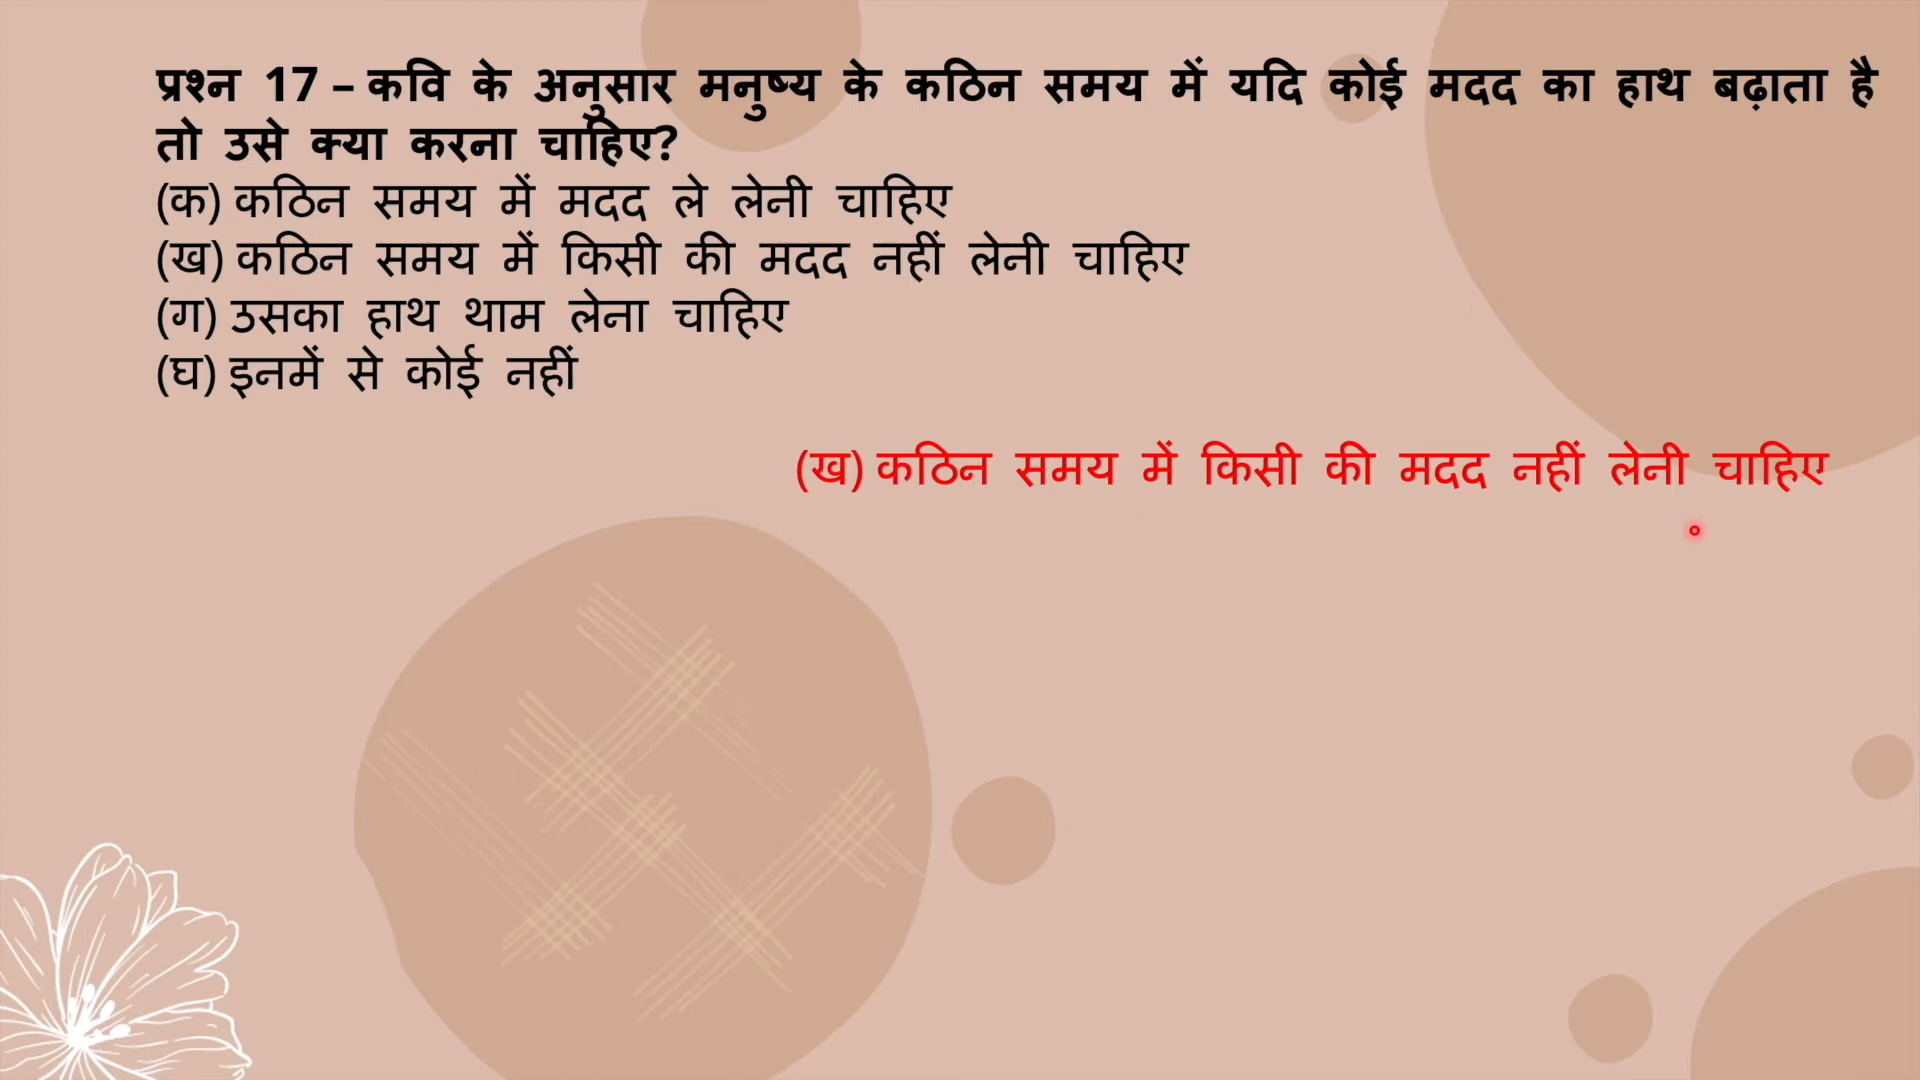 प्रश्न 17 – कवि के अनुसार मनुष्य के कठिन समय में यदि कोई मदद का हाथ बढ़ाता है
तो उसे क्या करना चाहिए?
(क) कठिन समय में मदद ले लेनी चाहिए
(ख) कठिन समय में किसी की मदद नहीं लेनी चाहिए
(ग) उसका हाथ थाम लेना चाहिए
(घ) इनमें से कोई नहीं
(ख) कठिन समय में किसी की मदद नहीं लेनी चाहिए